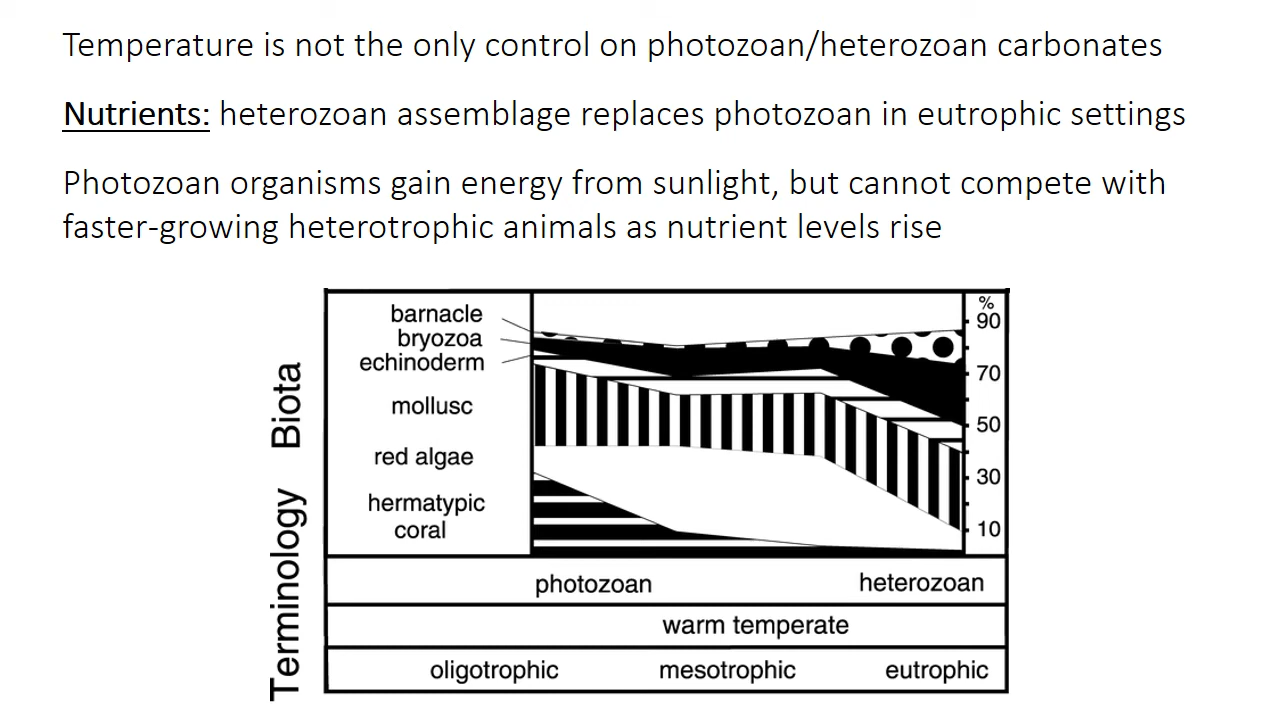 Temperature is not the only control on photozoan/heterozoan carbonates
Nutrients: heterozoan assemblage replaces photozoan in eutrophic settings
Photozoan organisms gain energy from sunlight, but cannot compete with
faster-growing heterotrophic animals as nutrient levels rise
Biota
barnacle
bryozoa
echinoderm
mollusc
red algae
hermatypic
coral
%
90
70
50
30
10
Terminology
photozoan heterozoan
warm temperate
oligotrophic mesotrophic eutrophic